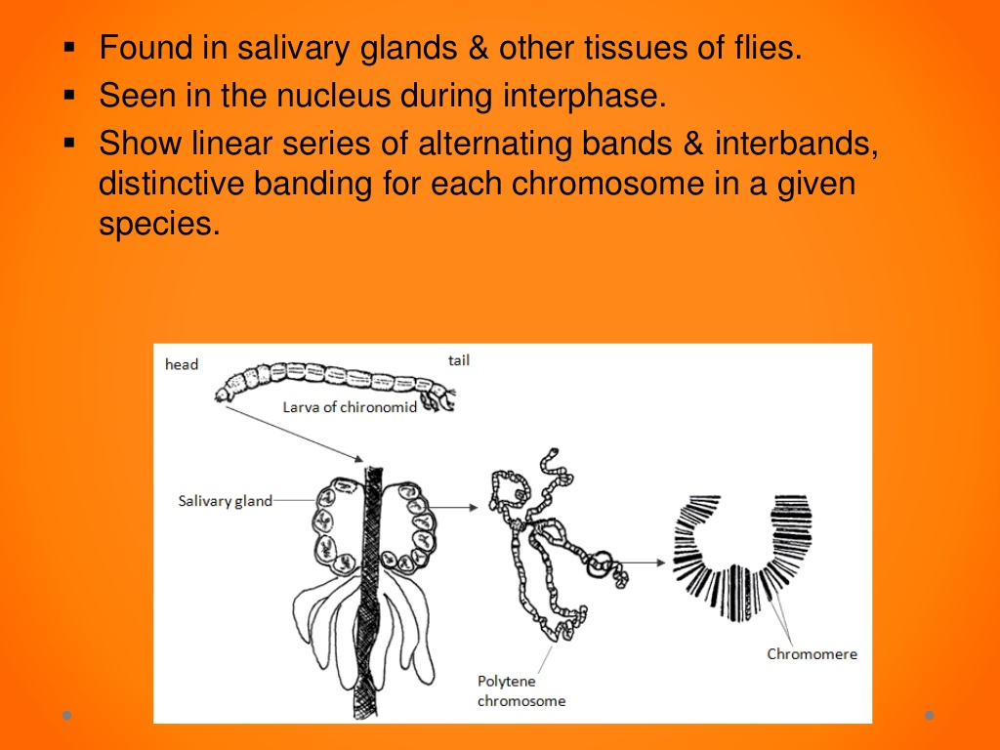 ▪ Found in salivary glands & other tissues of flies.
▪ Seen in the nucleus during interphase.
▪ Show linear series of alternating bands & interbands,
distinctive banding for each chromosome in a given
species.
head
tail
Larva of chironomid
Salivary gland
Chromomere
Polytene
chromosome